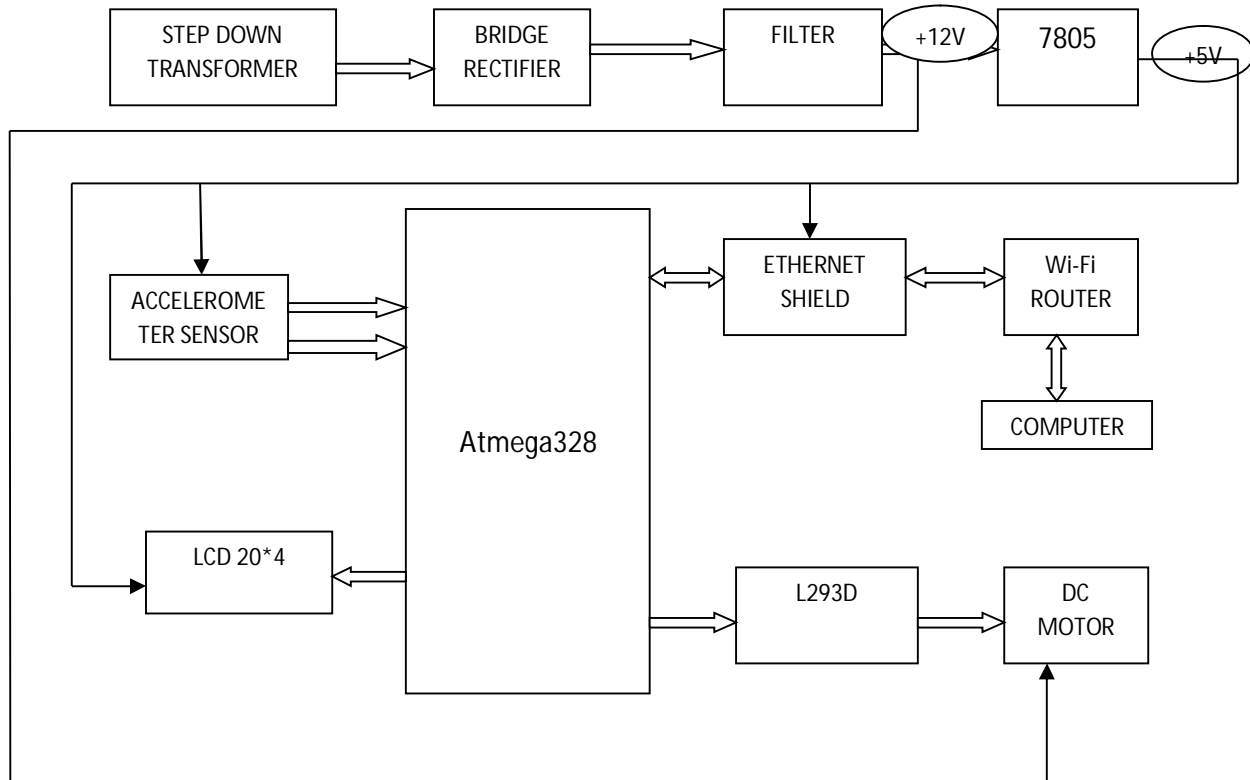 STEP DOWN
TRANSFORMER
BRIDGE
RECTIFIER
FILTER
+12V
7805
+5V
ACCELEROME
TER SENSOR
Atmega328
ETHERNET
SHIELD
Wi-Fi
ROUTER
COMPUTER
LCD 20*4
L293D
DC
MOTOR